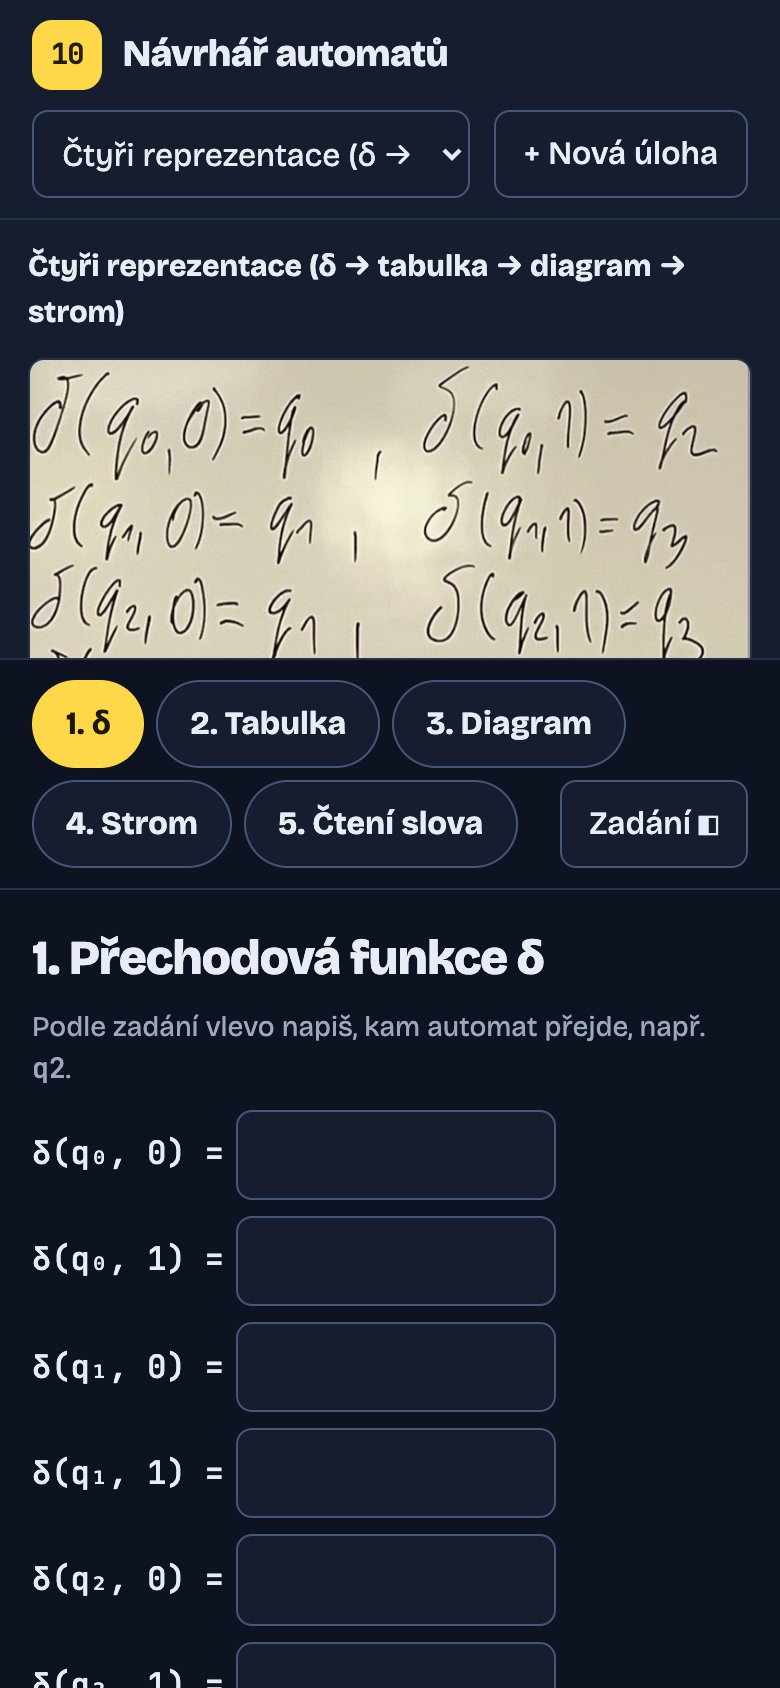 10 Návrhář automatů
Čtyři reprezentace (δ →
+ Nová úloha
Čtyři reprezentace (δ → tabulka → diagram →
strom)
δ(q0, 0) = q0 , δ(q0, 1) = q2
δ(q1, 0) = q1 , δ(q1, 1) = q3
δ(q2, 0) = q1 , δ(q2, 1) = q3
1. δ
2. Tabulka
3. Diagram
4. Strom
5. Čtení slova
Zadání
1. Přechodová funkce δ
Podle zadání vlevo napiš, kam automat přejde, např.
q2.
δ(q₀, 0) =
δ(q₀, 1) =
δ(q₁, 0) =
δ(q₁, 1) =
δ(q₂, 0) =
δ(q₂, 1) =